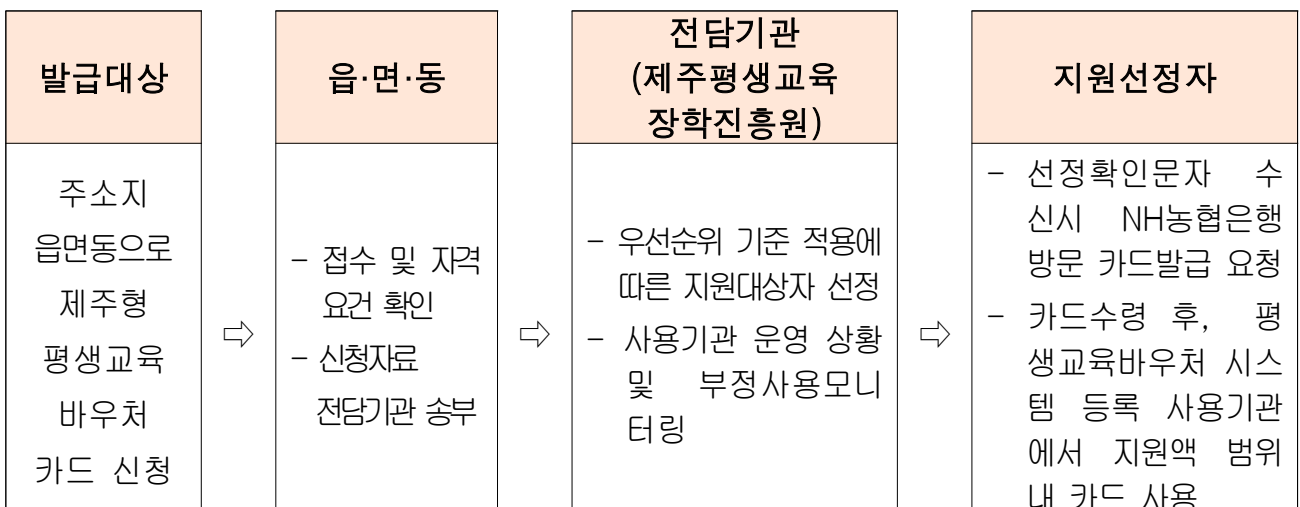 발급대상
주소지
읍면동으로
제주형
평생교육
바우처
카드 신청
⇨
읍·면·동
- 접수 및 자격
요건 확인
- 신청자료
전담기관 송부
⇨
전담기관
(제주평생교육
장학진흥원)
- 우선순위 기준 적용에
따른 지원대상자 선정
- 사용기관 운영 상황
및 부정사용모니
터링
⇨
지원선정자
- 선정확인문자 수
신시 NH농협은행
방문 카드발급 요청
- 카드수령 후, 평
생교육바우처 시스
템 등록 사용기관
에서 지원액 범위
내 카드 사용